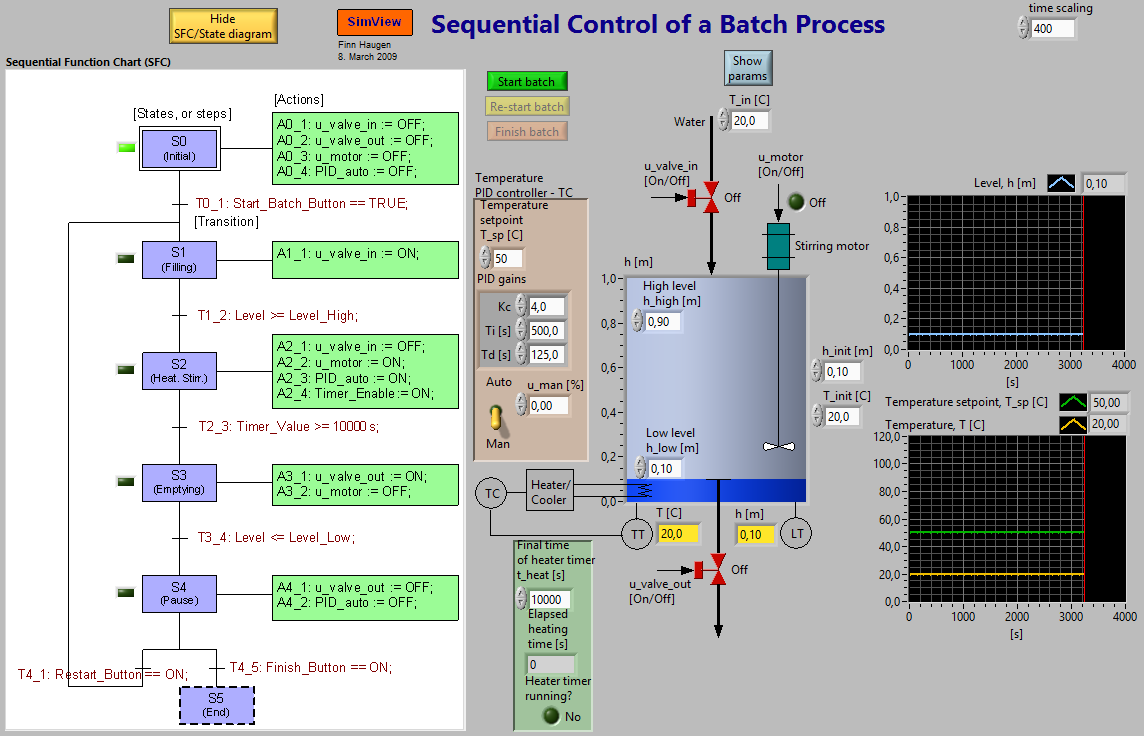 Hide
SFC/State diagram
SimView
Finn Haugen
8. March 2009
Sequential Control of a Batch Process
time scaling
400
Sequential Function Chart (SFC)
[States, or steps]
[Actions]
S0
(Initial)
A0_1: u_valve_in := OFF;
A0_2: u_valve_out := OFF;
A0_3: u_motor := OFF;
A0_4: PID_auto := OFF;
T0_1: Start_Batch_Button == TRUE;
[Transition]
S1
(Filling)
A1_1: u_valve_in := ON;
T1_2: Level >= Level_High;
S2
(Heat. Stirr.)
A2_1: u_valve_in := OFF;
A2_2: u_motor := ON;
A2_3: PID_auto := ON;
A2_4: Timer_Enable := ON;
T2_3: Timer_Value >= 10000 s;
S3
(Emptying)
A3_1: u_valve_out := ON;
A3_2: u_motor := OFF;
T3_4: Level <= Level_Low;
S4
(Pause)
A4_1: u_valve_out := OFF;
A4_2: PID_auto := OFF;
T4_1: Restart_Button == ON;
T4_5: Finish_Button == ON;
S5
(End)
Start batch
Re-start batch
Finish batch
Temperature
PID controller - TC
Temperature
setpoint
T_sp [C]
50
PID gains
Kc 4,0
Ti [s] 500,0
Td [s] 125,0
Auto
Man
u_man [%]
0,00
TC
Heater/
Cooler
Final time
of heater timer
t_heat [s]
10000
Elapsed
heating
time [s]
0
Heater timer
running?
No
Show
params
T_in [C]
20,0
Water
u_valve_in
[On/Off]
Off
u_motor
[On/Off]
Off
Stirring motor
h [m]
1,0
0,8
0,6
0,4
0,2
0,0
High level
h_high [m]
0,90
Low level
h_low [m]
0,10
h_init [m]
0,10
T_init [C]
20,0
TT
T [C]
20,0
h [m]
0,10
LT
u_valve_out
[On/Off]
Off
Level, h [m]
0,10
1,0
0,8
0,6
0,4
0,2
0,0
0 1000 2000 3000 4000
[s]
Temperature setpoint, T_sp [C]
50,00
Temperature, T [C]
20,00
120,0
100,0
80,0
60,0
40,0
20,0
0,0
0 1000 2000 3000 4000
[s]